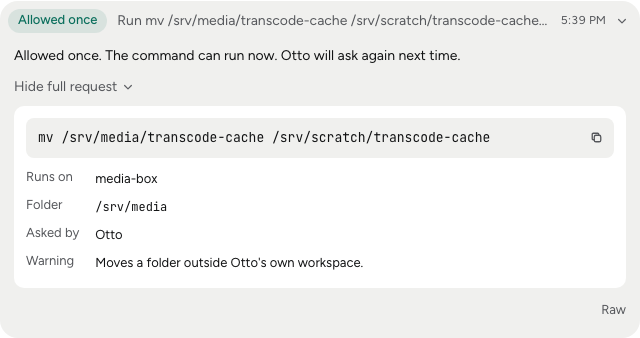 Allowed once Run mv /srv/media/transcode-cache /srv/scratch/transcode-cache... 5:39 PM
Allowed once. The command can run now. Otto will ask again next time.
Hide full request
mv /srv/media/transcode-cache /srv/scratch/transcode-cache
Runs on media-box
Folder /srv/media
Asked by Otto
Warning Moves a folder outside Otto's own workspace.
Raw